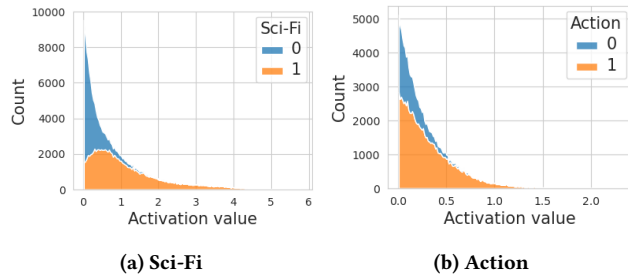 10000
8000
6000
4000
2000
0
Count
0 1 2 3 4 5 6
Activation value
Sci-Fi
0
1
(a) Sci-Fi
5000
4000
3000
2000
1000
0
Count
0.0 0.5 1.0 1.5 2.0
Activation value
Action
0
1
(b) Action